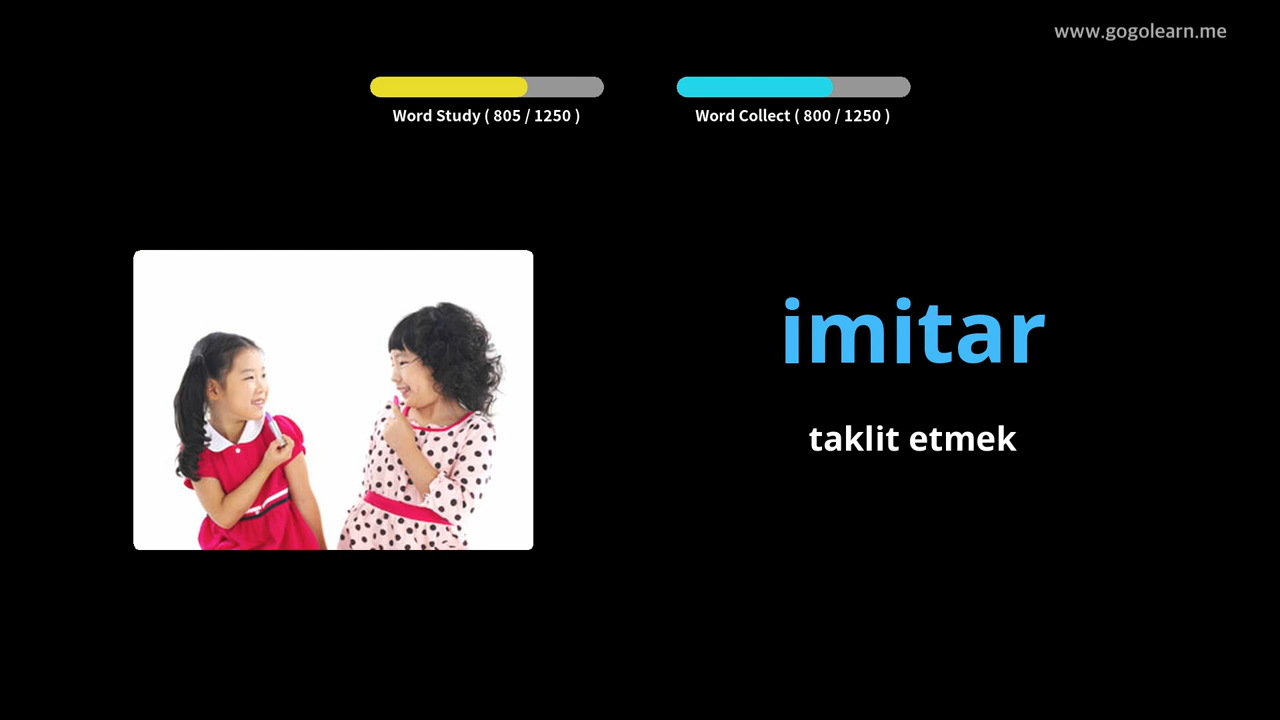 www.gogolearn.me
Word Study ( 805 / 1250 )
Word Collect ( 800 / 1250 )
imitar
taklit etmek